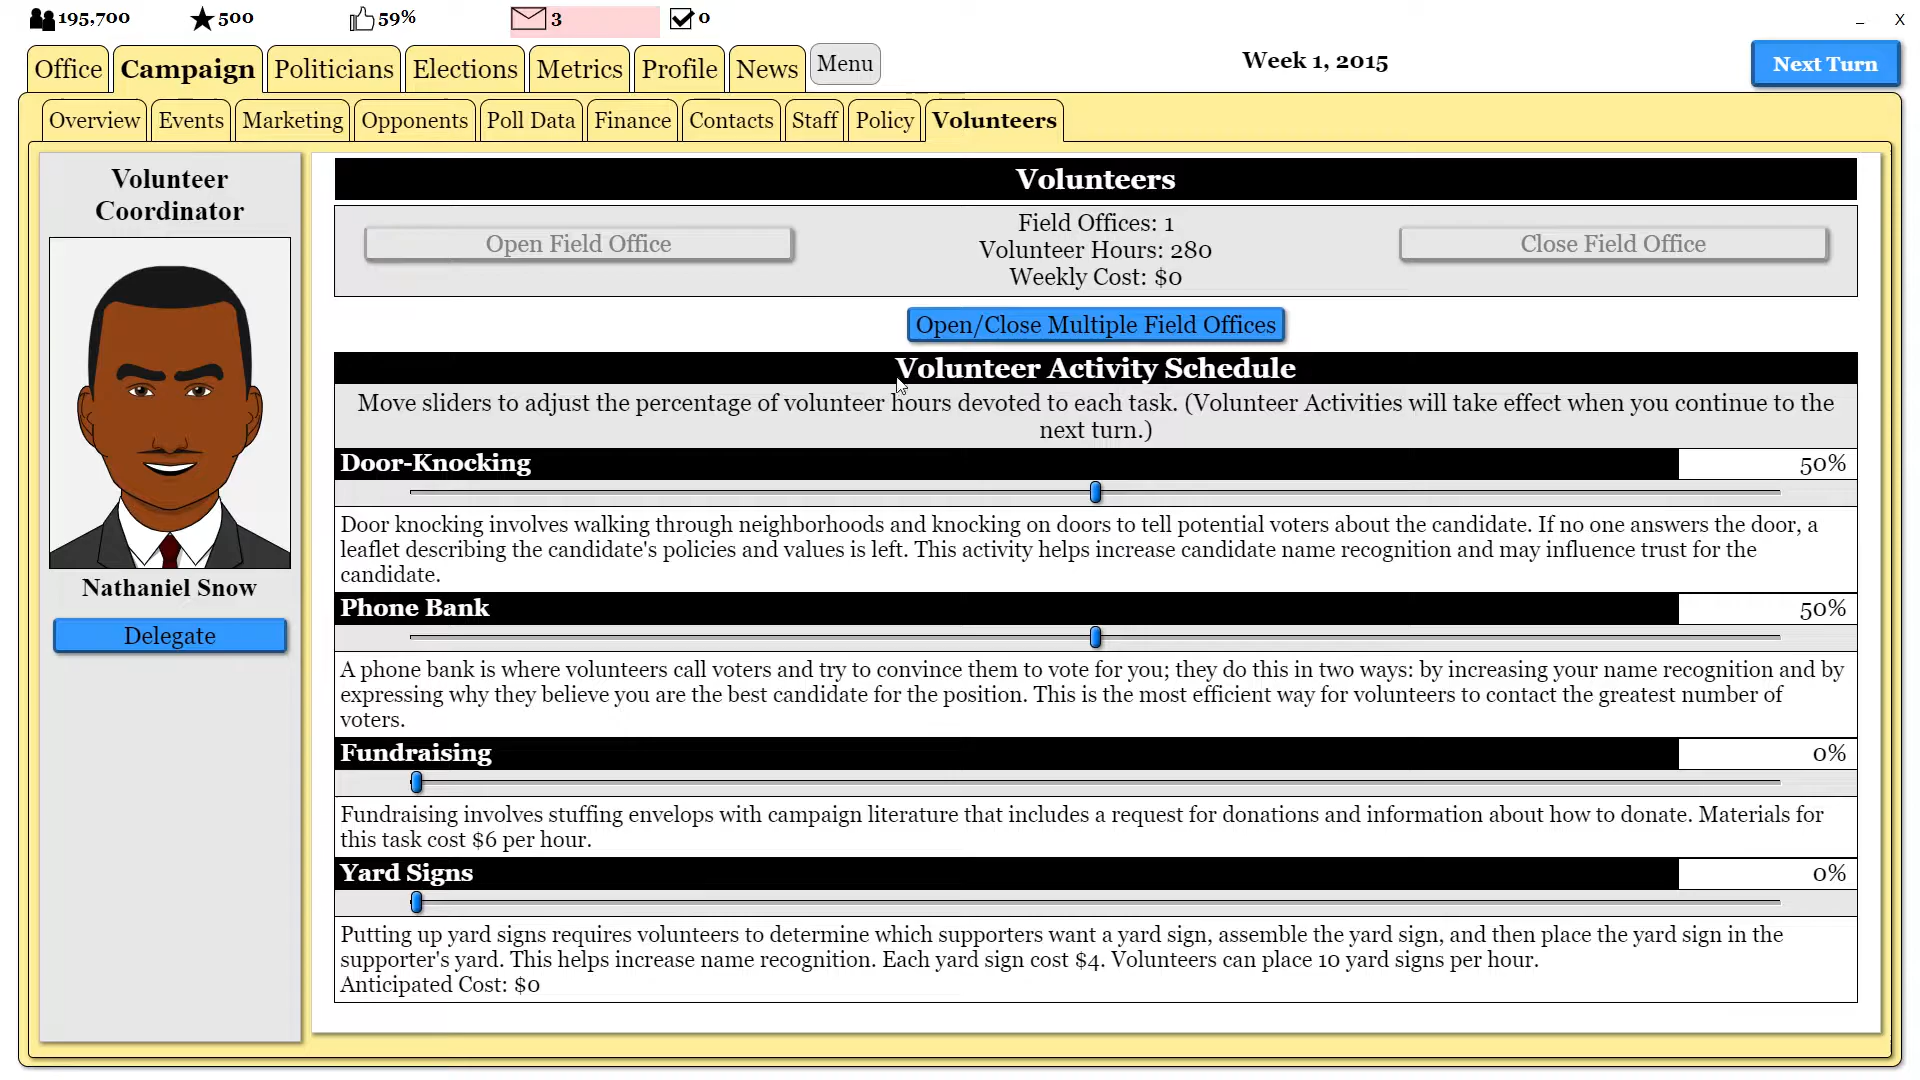 195,700
500
59%
3
0
_
X
Office
Campaign
Politicians
Elections
Metrics
Profile
News
Menu
Week 1, 2015
Next Turn
Overview
Events
Marketing
Opponents
Poll Data
Finance
Contacts
Staff
Policy
Volunteers
Volunteer
Coordinator
Nathaniel Snow
Delegate
Volunteers
Open Field Office
Field Offices: 1
Volunteer Hours: 280
Weekly Cost: $0
Close Field Office
Open/Close Multiple Field Offices
Volunteer Activity Schedule
Move sliders to adjust the percentage of volunteer hours devoted to each task. (Volunteer Activities will take effect when you continue to the
next turn.)
Door-Knocking
50%
Door knocking involves walking through neighborhoods and knocking on doors to tell potential voters about the candidate. If no one answers the door, a
leaflet describing the candidate's policies and values is left. This activity helps increase candidate name recognition and may influence trust for the
candidate.
Phone Bank
50%
A phone bank is where volunteers call voters and try to convince them to vote for you; they do this in two ways: by increasing your name recognition and by
expressing why they believe you are the best candidate for the position. This is the most efficient way for volunteers to contact the greatest number of
voters.
Fundraising
0%
Fundraising involves stuffing envelops with campaign literature that includes a request for donations and information about how to donate. Materials for
this task cost $6 per hour.
Yard Signs
0%
Putting up yard signs requires volunteers to determine which supporters want a yard sign, assemble the yard sign, and then place the yard sign in the
supporter's yard. This helps increase name recognition. Each yard sign cost $4. Volunteers can place 10 yard signs per hour.
Anticipated Cost: $0